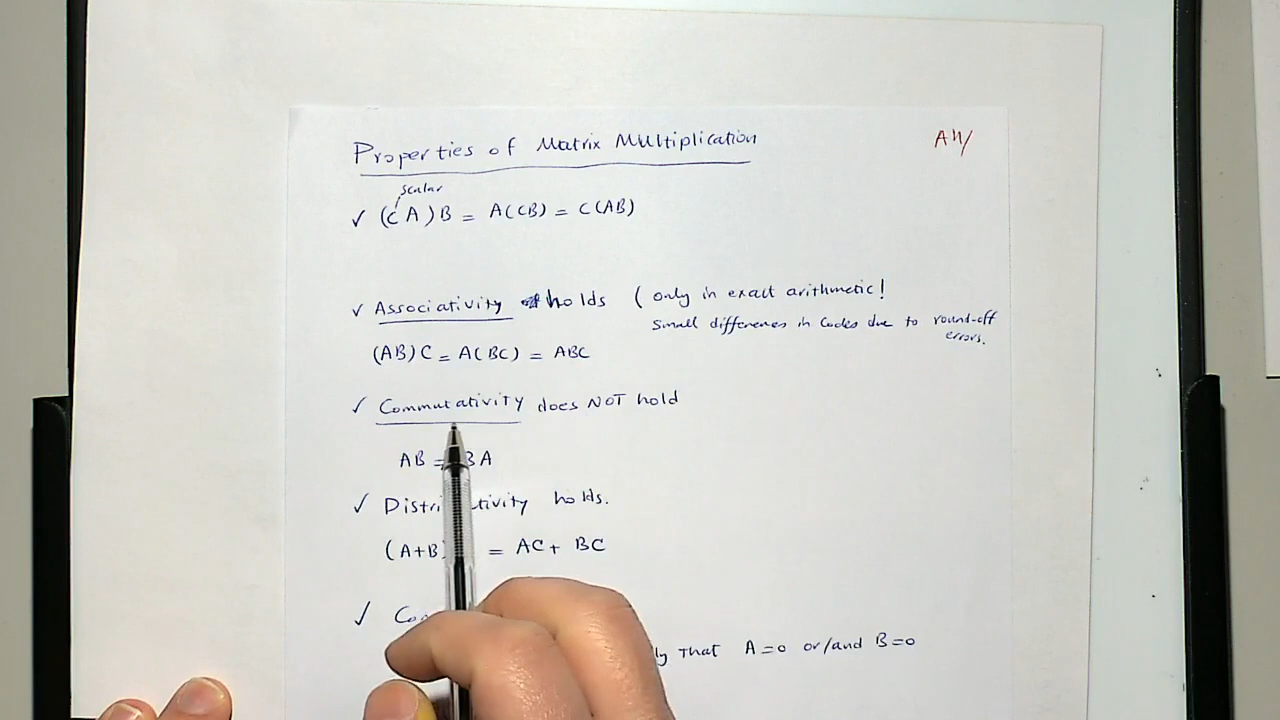 Properties of Matrix Multiplication
scalar
✓ (CA)B = A(CB) = C(AB)
✓ Associativity holds (only in exact arithmetic!
Small differences in Codes due to round-off
errors.
(AB)C = A(BC) = ABC
✓ Commutativity does NOT hold
AB = BA
✓ Distri tivity holds.
(A+B) = AC + BC
✓
that A=0 or/and B=0